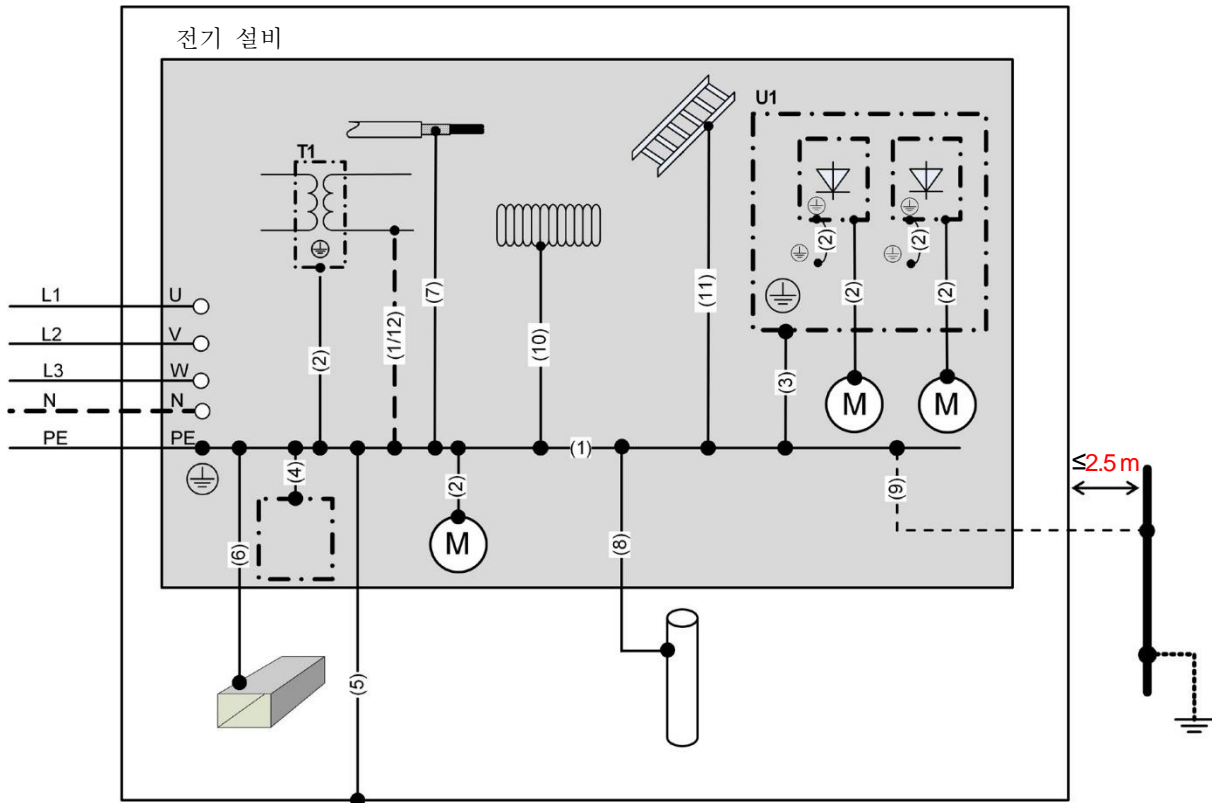 전기 설비
U1
T1
(2)
(2)
(7)
(11)
L1
U
(10)
(1/12)
(2)
(2)
L2
V
(2)
L3
W
(3)
N
N
M
M
PE
PE
(1)
≤2.5 m
(4)
(2)
(9)
(6)
M
(8)
(5)